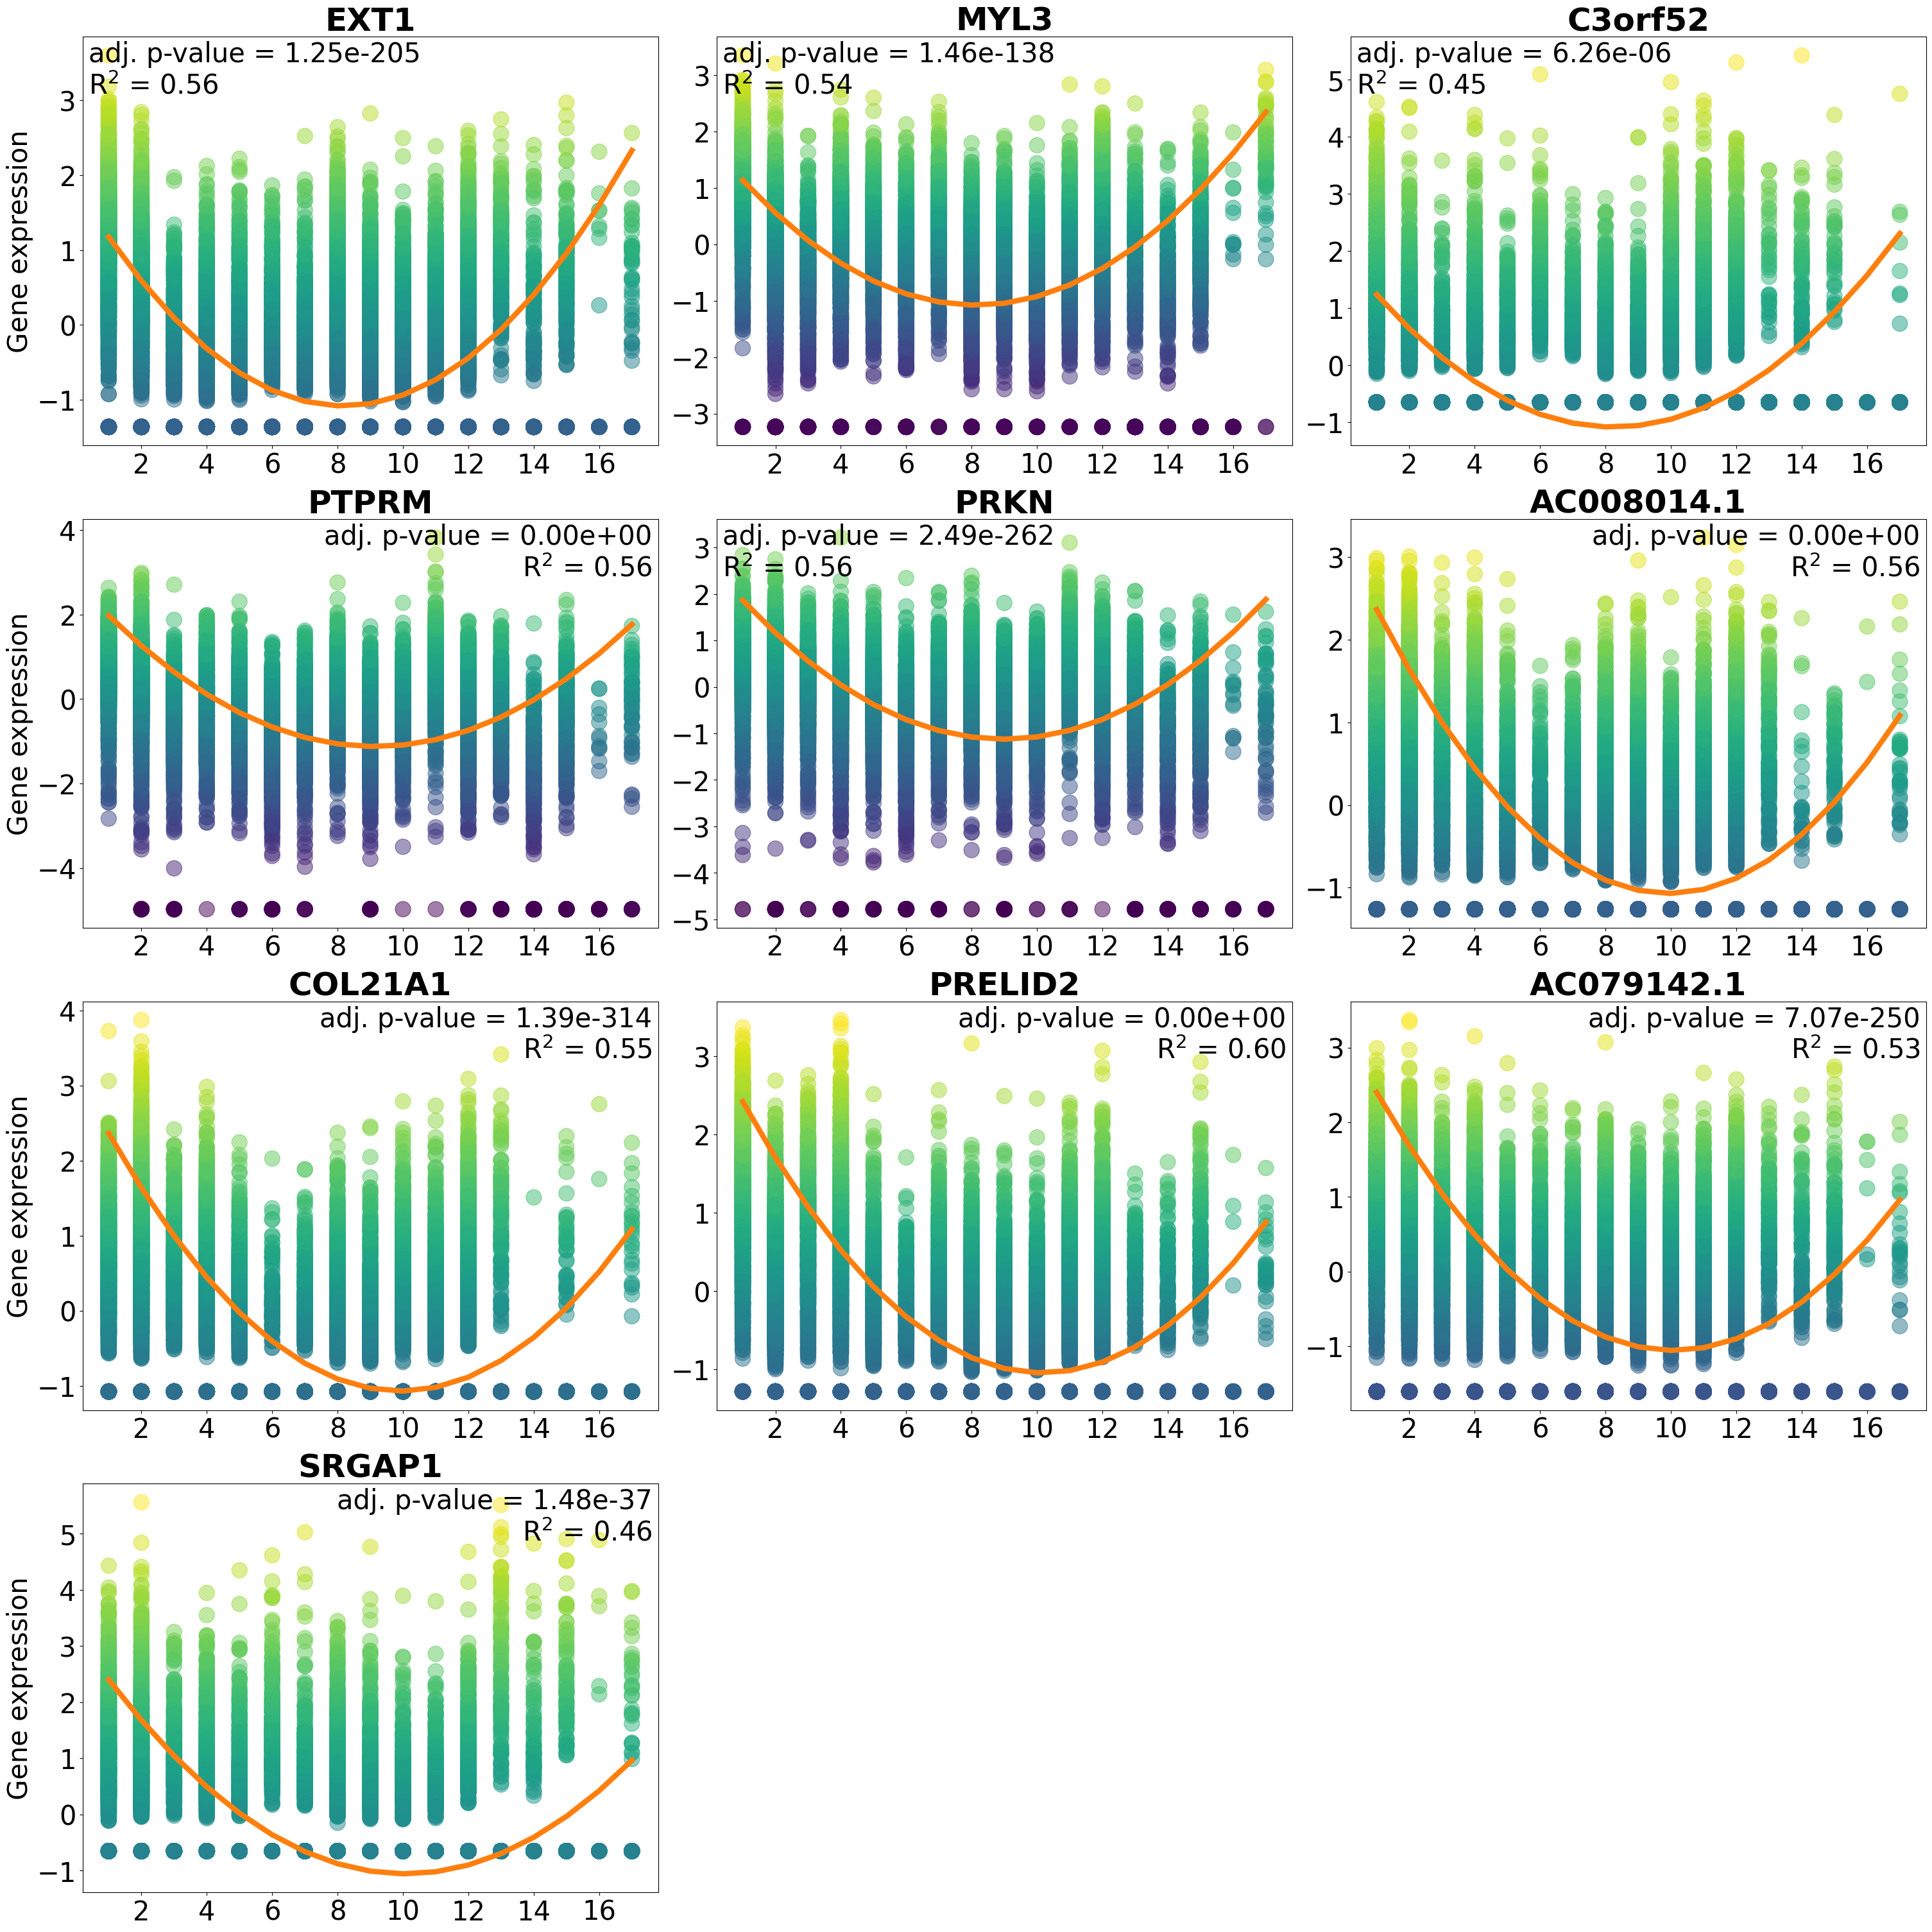 EXT1
adj. p-value = 1.25e-205
R² = 0.56
Gene expression
3
2
1
0
−1
2 4 6 8 10 12 14 16
MYL3
adj. p-value = 1.46e-138
R² = 0.54
3
2
1
0
−1
−2
−3
2 4 6 8 10 12 14 16
C3orf52
adj. p-value = 6.26e-06
R² = 0.45
5
4
3
2
1
0
−1
2 4 6 8 10 12 14 16
PTPRM
adj. p-value = 0.00e+00
R² = 0.56
Gene expression
4
2
0
−2
−4
2 4 6 8 10 12 14 16
PRKN
adj. p-value = 2.49e-262
R² = 0.56
3
2
1
0
−1
−2
−3
−4
−5
2 4 6 8 10 12 14 16
AC008014.1
adj. p-value = 0.00e+00
R² = 0.56
3
2
1
0
−1
2 4 6 8 10 12 14 16
COL21A1
adj. p-value = 1.39e-314
R² = 0.55
Gene expression
4
3
2
1
0
−1
2 4 6 8 10 12 14 16
PRELID2
adj. p-value = 0.00e+00
R² = 0.60
3
2
1
0
−1
2 4 6 8 10 12 14 16
AC079142.1
adj. p-value = 7.07e-250
R² = 0.53
3
2
1
0
−1
2 4 6 8 10 12 14 16
SRGAP1
adj. p-value = 1.48e-37
R² = 0.46
Gene expression
5
4
3
2
1
0
−1
2 4 6 8 10 12 14 16